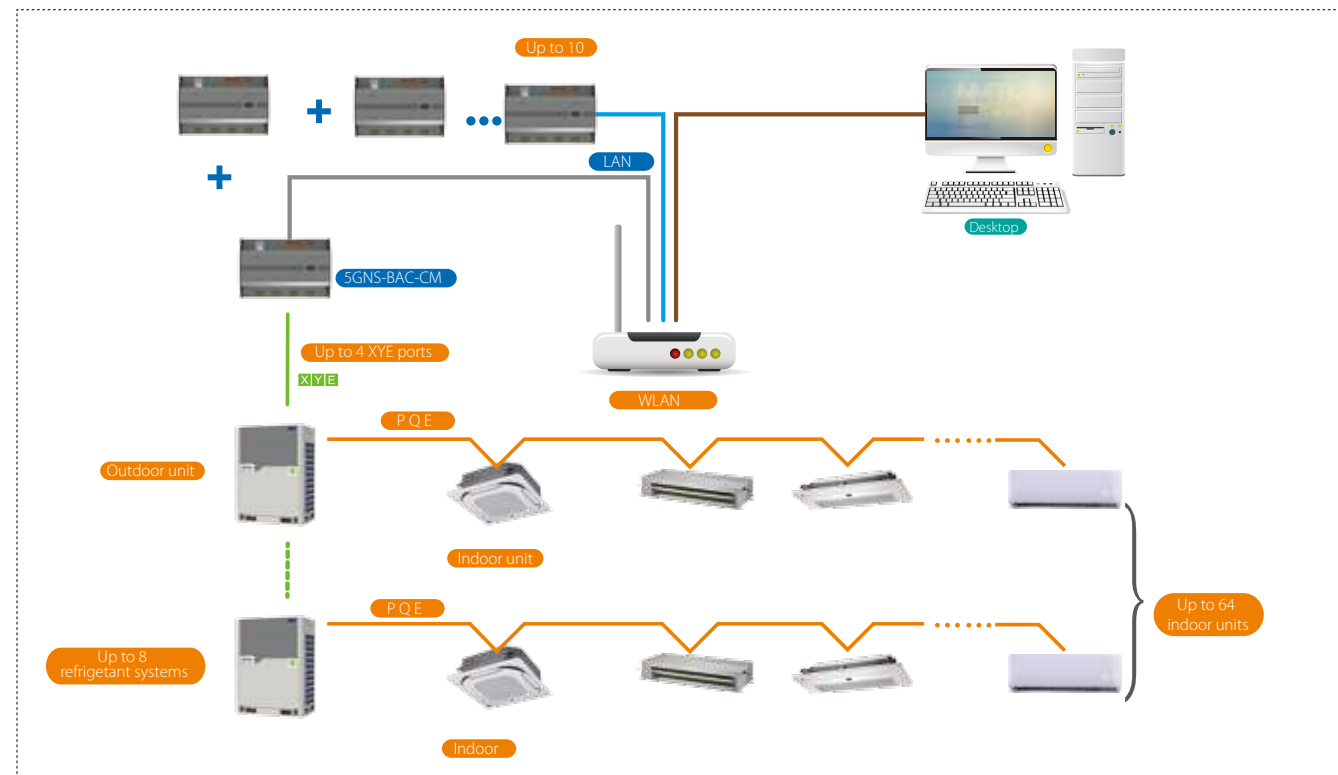 Up to 10
LAN
Desktop
5GNS-BAC-CM
Up to 4 XYE ports
X Y E
WLAN
P Q E
Outdoor unit
Indoor unit
P Q E
Up to 64
indoor units
Up to 8
refrigetant systems
Indoor